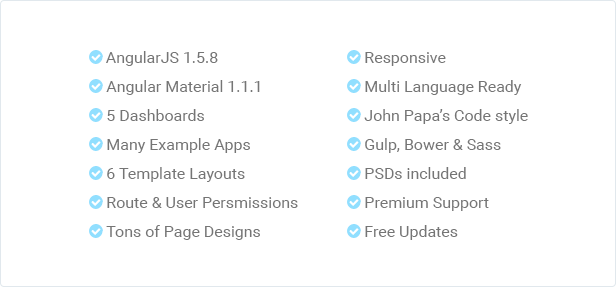 AngularJS 1.5.8
Angular Material 1.1.1
5 Dashboards
Many Example Apps
6 Template Layouts
Route & User Persmissions
Tons of Page Designs
Responsive
Multi Language Ready
John Papa’s Code style
Gulp, Bower & Sass
PSDs included
Premium Support
Free Updates